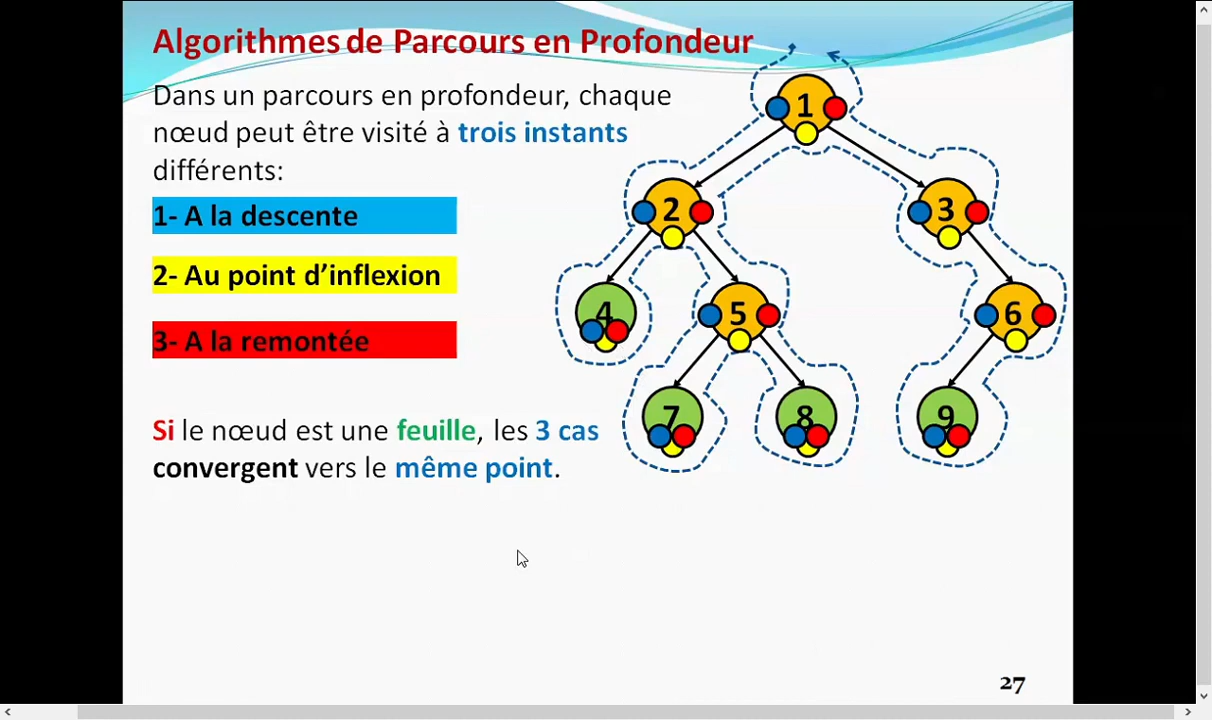 Algorithmes de Parcours en Profondeur
Dans un parcours en profondeur, chaque
nœud peut être visité à trois instants
différents:
1- A la descente
2- Au point d’inflexion
3- A la remontée
Si le nœud est une feuille, les 3 cas
convergent vers le même point.
1
2
3
4
5
6
7
8
9
27